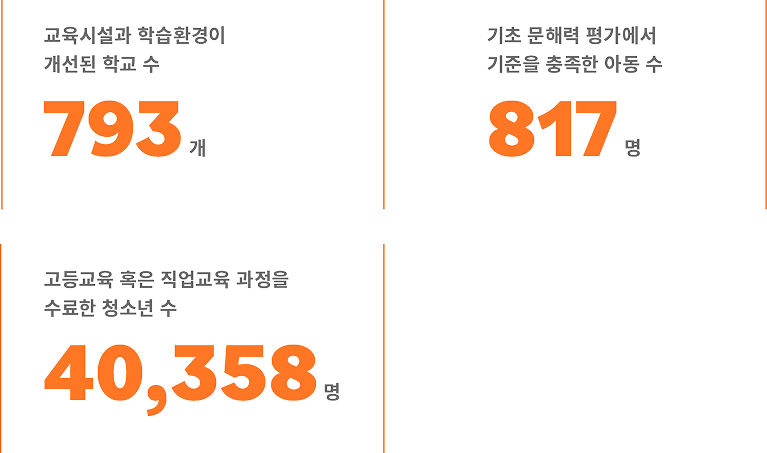 교육시설과 학습환경이
개선된 학교 수
793 개
기초 문해력 평가에서
기준을 충족한 아동 수
817 명
고등교육 혹은 직업교육 과정을
수료한 청소년 수
40,358 명